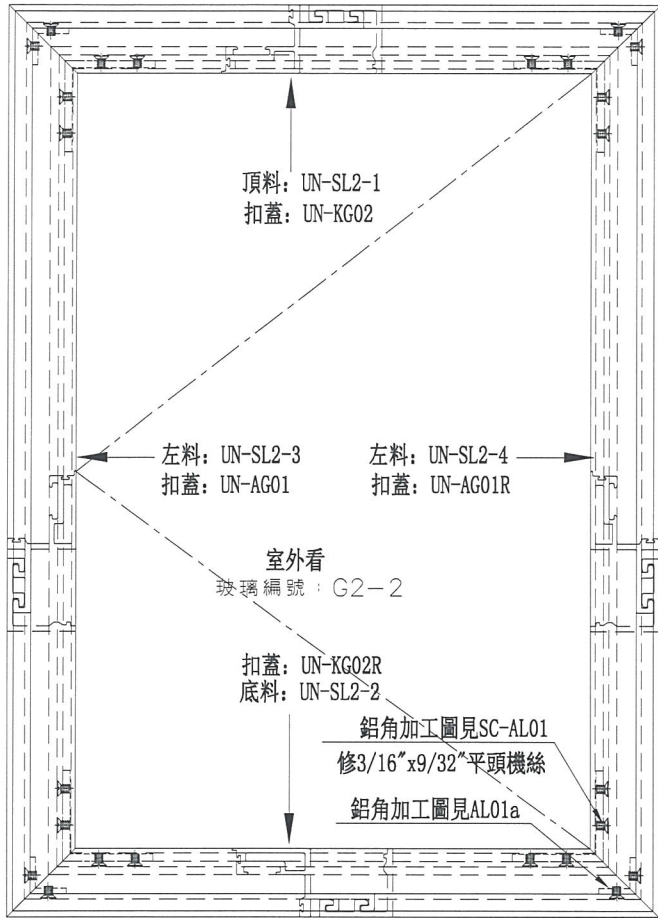 頂料: UN-SL2-1
扣蓋: UN-KG02
左料: UN-SL2-3
扣蓋: UN-AG01
左料: UN-SL2-4
扣蓋: UN-AG01R
室外看
玻璃編號：G2-2
扣蓋: UN-KG02R
底料: UN-SL2-2
鋁角加工圖見SC-AL01
修3/16"x9/32"平頭機絲
鋁角加工圖見AL01a